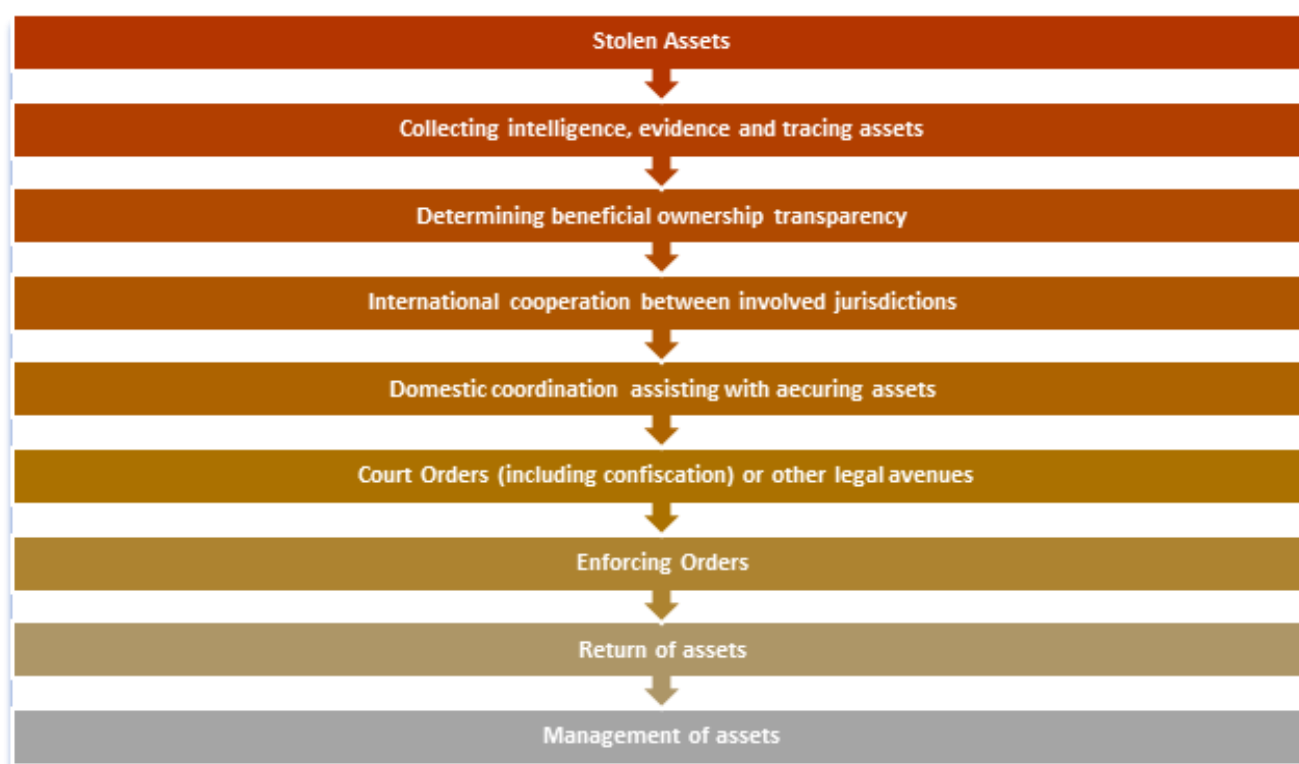 Stolen Assets
Collecting intelligence, evidence and tracing assets
Determining beneficial ownership transparency
International cooperation between involved jurisdictions
Domestic coordination assisting with aecuring assets
Court Orders (including confiscation) or other legal avenues
Enforcing Orders
Return of assets
Management of assets